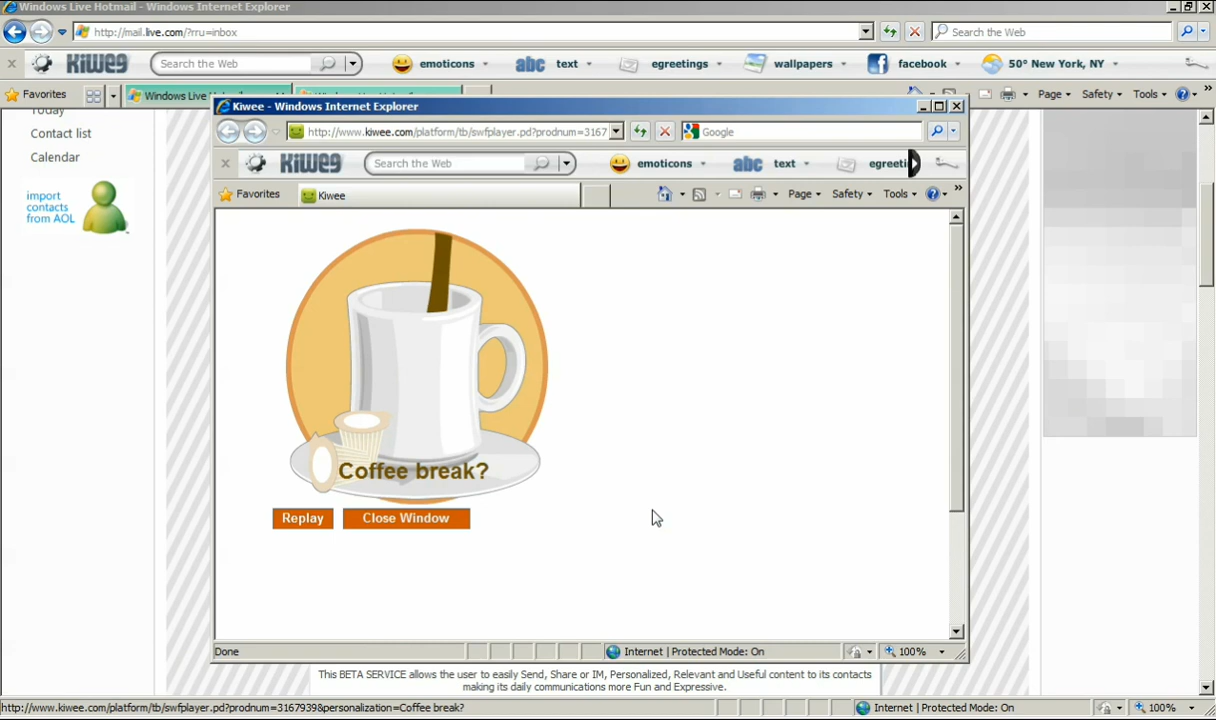 Windows Live Hotmail - Windows Internet Explorer
http://mail.live.com/?rru=inbox
Search the Web
kiwee
Search the Web
emoticons
abc text
egreetings
wallpapers
facebook
50° New York, NY
Favorites
Windows Live
Page
Safety
Tools
Today
Contact list
Calendar
import
contacts
from AOL
Kiwee - Windows Internet Explorer
http://www.kiwee.com/platform/tb/swfplayer.pd?prodnum=3167
Google
kiwee
Search the Web
emoticons
abc text
egreeti
Favorites
Kiwee
Page
Safety
Tools
Coffee break?
Replay
Close Window
Done
Internet | Protected Mode: On
100%
This BETA SERVICE allows the user to easily Send, Share or IM, Personalized, Relevant and Useful content to its contacts
making its daily communications more Fun and Expressive.
http://www.kiwee.com/platform/tb/swfplayer.pd?prodnum=3167939&personalization=Coffee break?
Internet | Protected Mode: On
100%